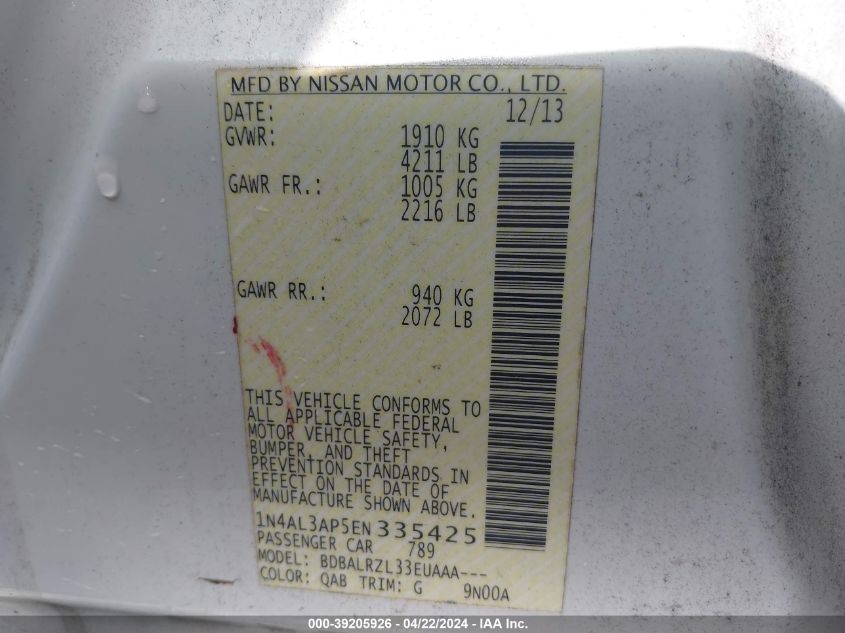 MFD BY NISSAN MOTOR CO., LTD.
DATE: 12/13
GVWR: 1910 KG
4211 LB
GAWR FR.: 1005 KG
2216 LB
GAWR RR.: 940 KG
2072 LB
THIS VEHICLE CONFORMS TO
ALL APPLICABLE FEDERAL
MOTOR VEHICLE SAFETY,
BUMPER, AND THEFT
PREVENTION STANDARDS IN
EFFECT ON THE DATE OF
MANUFACTURE SHOWN ABOVE.
1N4AL3AP5EN335425
PASSENGER CAR 789
MODEL: BDBALRZL33EUAAA---
COLOR: QAB TRIM: G 9N00A
000-39205926 - 04/22/2024 - IAAI.com